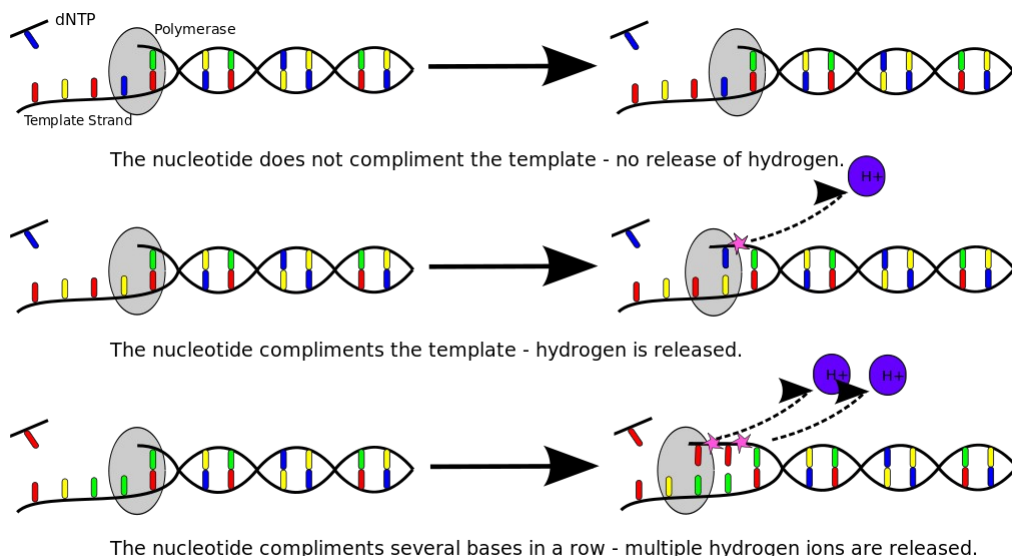 dNTP
Polymerase
Template Strand
The nucleotide does not compliment the template - no release of hydrogen.
H+
The nucleotide compliments the template - hydrogen is released.
H+ H+
The nucleotide compliments several bases in a row - multiple hydrogen ions are released.